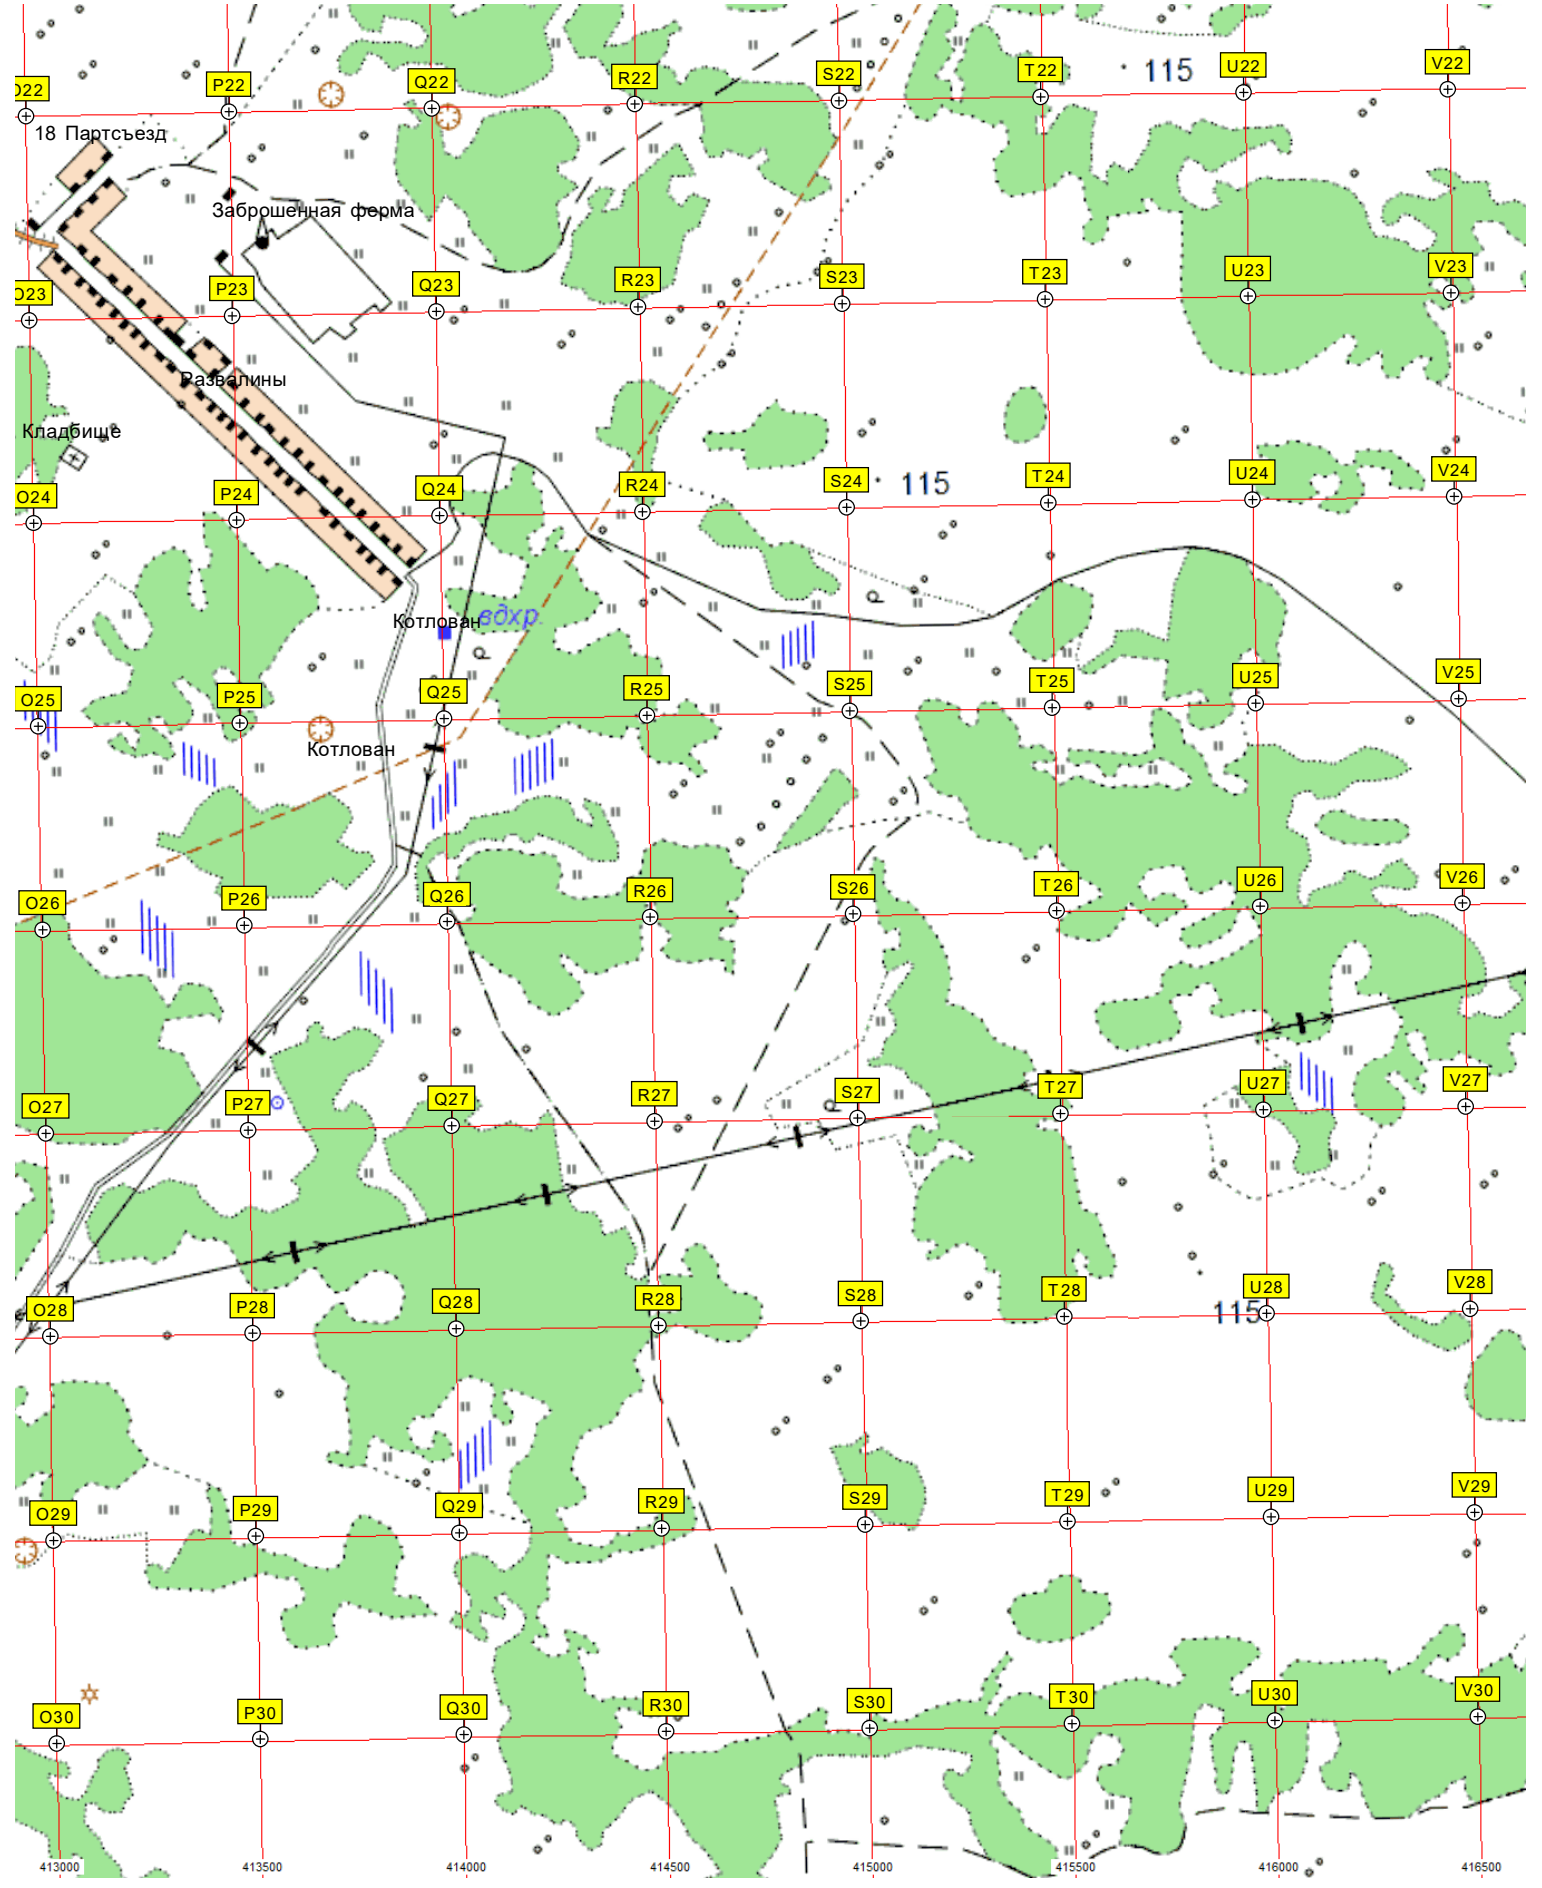 O22 P22 Q22 R22 S22 T22 115 U22 V22
18 Партсъезд
Заброшенная ферма
O23 P23 Q23 R23 S23 T23 U23 V23
Развалины
Кладбище
O24 P24 Q24 R24 S24 115 T24 U24 V24
Котлован
вдхр.
O25 P25 Q25 R25 S25 T25 U25 V25
Котлован
O26 P26 Q26 R26 S26 T26 U26 V26
O27 P27 Q27 R27 S27 T27 U27 V27
O28 P28 Q28 R28 S28 T28 115 U28 V28
O29 P29 Q29 R29 S29 T29 U29 V29
O30 P30 Q30 R30 S30 T30 U30 V30
413000 413500 414000 414500 415000 415500 416000 416500